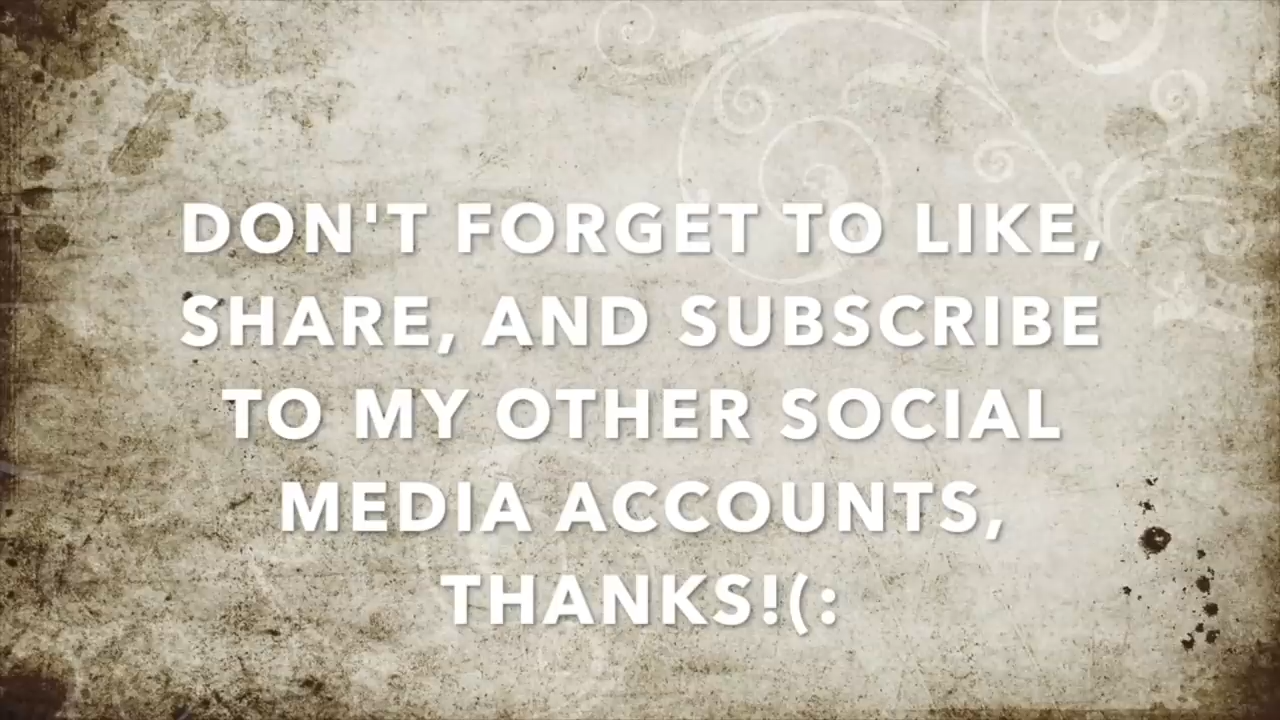 DON'T FORGET TO LIKE,
SHARE, AND SUBSCRIBE
TO MY OTHER SOCIAL
MEDIA ACCOUNTS,
THANKS!(: